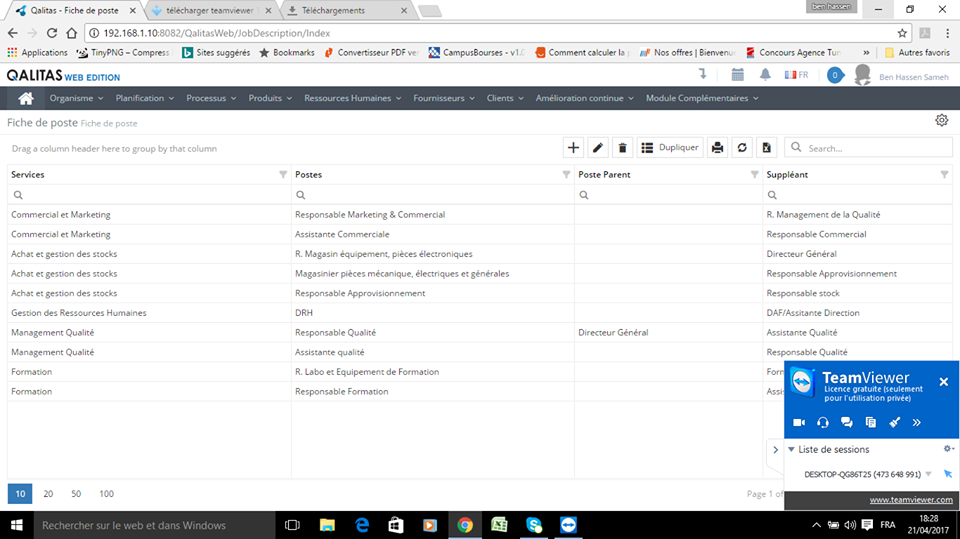 Qalitas - Fiche de poste
télécharger teamviewer
Téléchargements
ben hassen
192.168.1.10:8082/QalitasWeb/JobDescription/Index
Applications TinyPNG – Compress Sites suggérés Bookmarks Convertisseur PDF CampusBourses - v1. Comment calculer la Nos offres | Bienvenue Concours Agence Tun » Autres favoris
QALITAS WEB EDITION
FR 0 Ben Hassen Sameh
Organisme Planification Processus Produits Ressources Humaines Fournisseurs Clients Amélioration continue Module Complémentaires
Fiche de poste Fiche de poste
Drag a column header here to group by that column
Dupliquer
Search...
Services Postes Poste Parent Suppléant
Commercial et Marketing Responsable Marketing & Commercial R. Management de la Qualité
Commercial et Marketing Assistante Commerciale Responsable Commercial
Achat et gestion des stocks R. Magasin équipement, pièces électroniques Directeur Général
Achat et gestion des stocks Magasinier pièces mécanique, électriques et générales Responsable Approvisionnement
Achat et gestion des stocks Responsable Approvisionnement Responsable stock
Gestion des Ressources Humaines DRH DAF/Assitante Direction
Management Qualité Responsable Qualité Directeur Général Assistante Qualité
Management Qualité Assistante qualité Responsable Qualité
Formation R. Labo et Equipement de Formation
Formation Responsable Formation
TeamViewer
Licence gratuite (seulement
pour l'utilisation privée)
Liste de sessions
DESKTOP-QG86T25 (473 648 991)
www.teamviewer.com
10 20 50 100
Page 1 of
Rechercher sur le web et dans Windows
FRA
18:28
21/04/2017